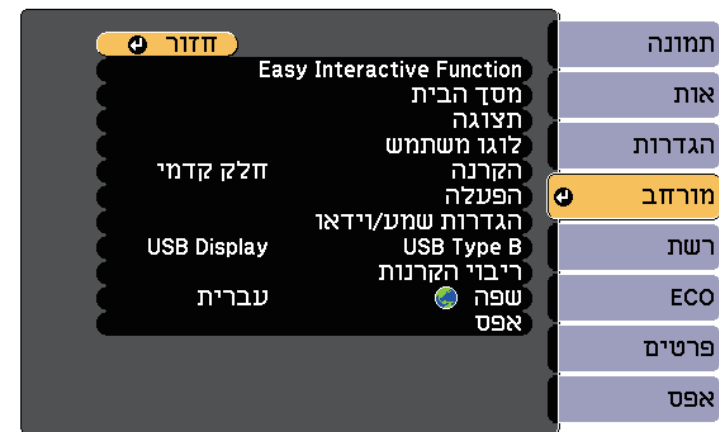 תמונה
אות
הגדרות
מורחב
רשת
ECO
פרטים
אפס
חזור
Easy Interactive Function
מסך הבית
תצוגה
לוגו משתמש
הקרנה חלק קדמי
הפעלה
הגדרות שמע/וידאו
USB Type B USB Display
ריבוי הקרנות
שפה עברית
אפס